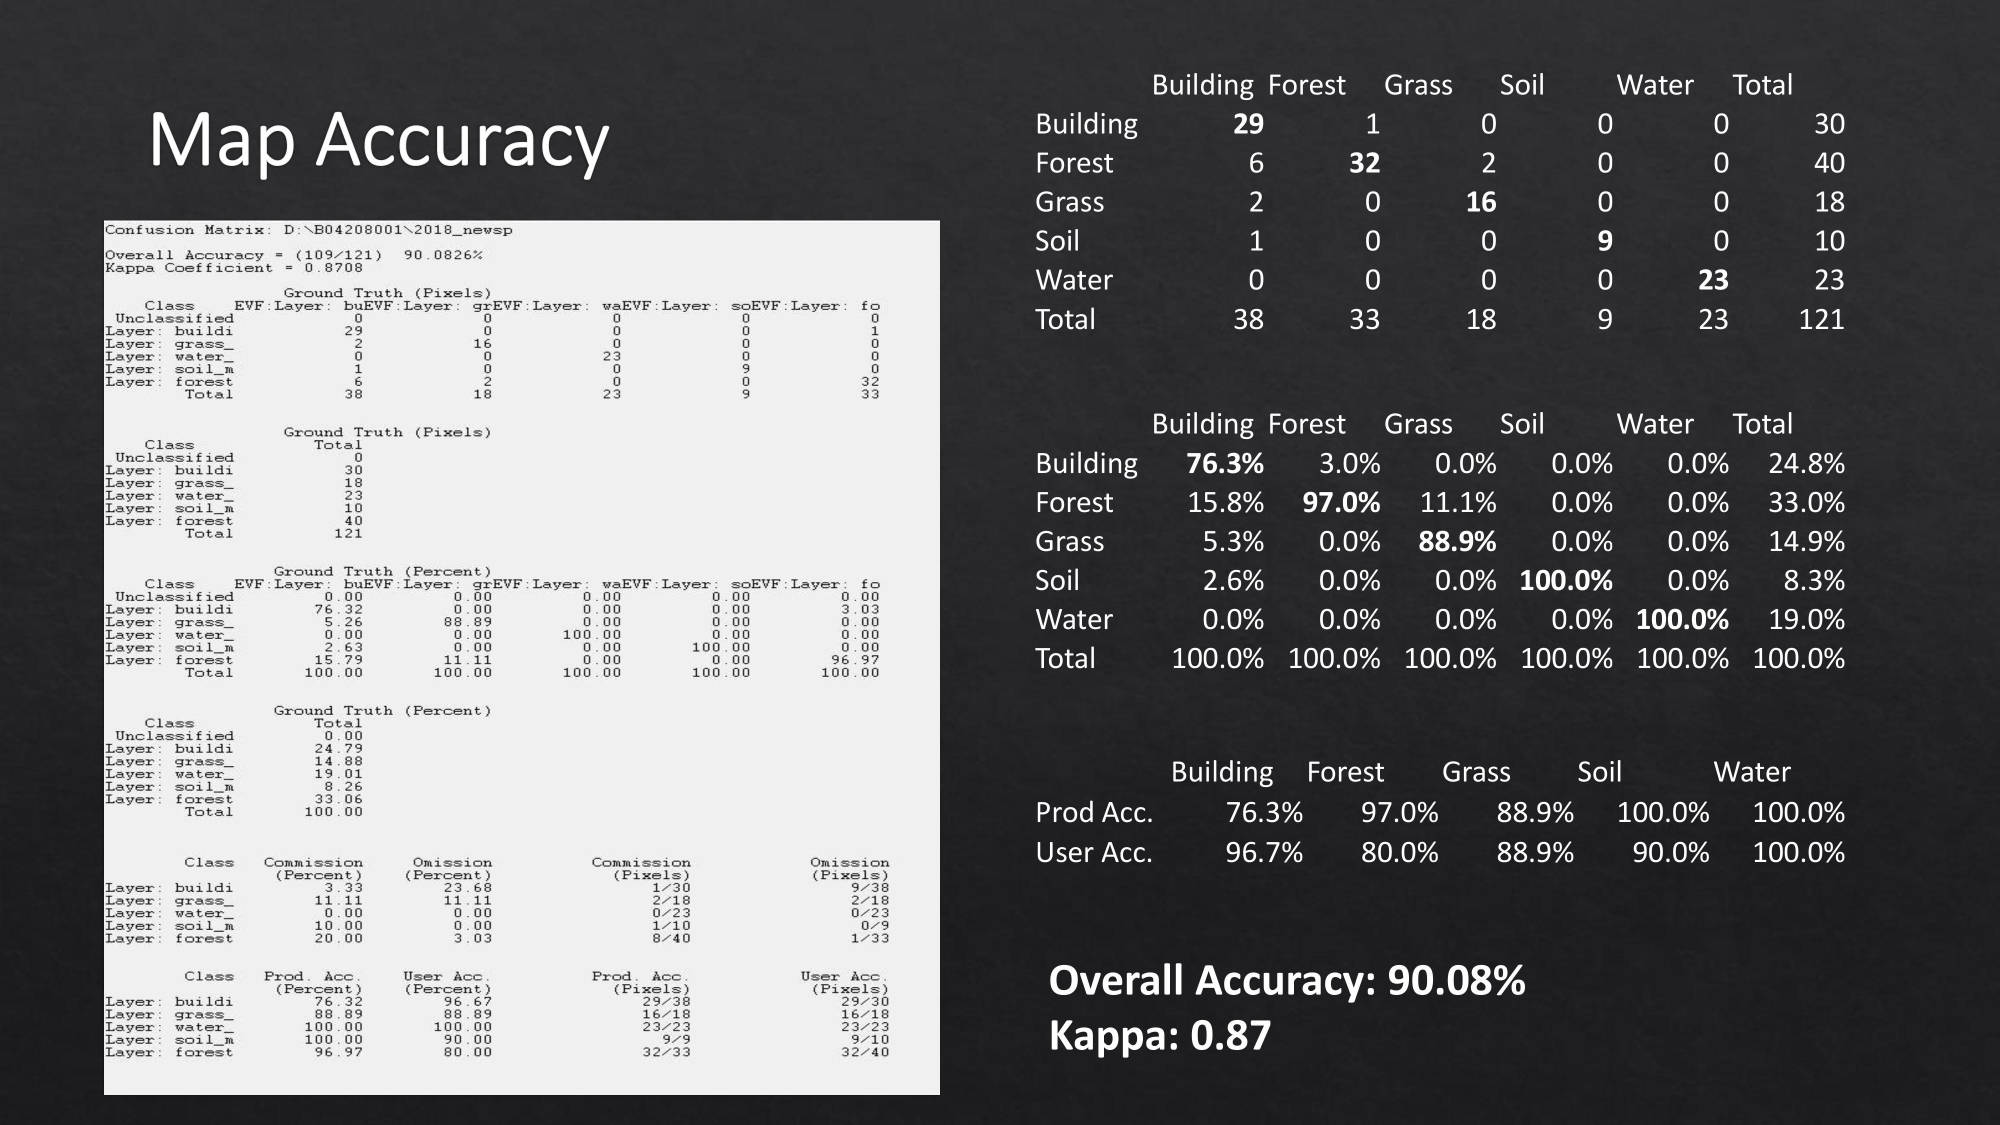 Map Accuracy
Confusion Matrix: D:\B04208001\2018_newsp
Overall Accuracy = (109/121) 90.0826%
Kappa Coefficient = 0.8708
Ground Truth (Pixels)
Class EVF:Layer: buEVF:Layer: grEVF:Layer: waEVF:Layer: soEVF:Layer: fo
Unclassified 0 0 0 0 0
Layer: buildi 29 0 0 0 1
Layer: grass_ 2 16 0 0 0
Layer: water_ 0 0 23 0 0
Layer: soil_m 1 0 0 9 0
Layer: forest 6 2 0 0 32
Total 38 18 23 9 33
Ground Truth (Pixels)
Class Total
Unclassified 0
Layer: buildi 30
Layer: grass_ 18
Layer: water_ 23
Layer: soil_m 10
Layer: forest 40
Total 121
Ground Truth (Percent)
Class EVF:Layer: buEVF:Layer: grEVF:Layer: waEVF:Layer: soEVF:Layer: fo
Unclassified 0.00 0.00 0.00 0.00 0.00
Layer: buildi 76.32 0.00 0.00 0.00 3.03
Layer: grass_ 5.26 88.89 0.00 0.00 0.00
Layer: water_ 0.00 0.00 100.00 0.00 0.00
Layer: soil_m 2.63 0.00 0.00 100.00 0.00
Layer: forest 15.79 11.11 0.00 0.00 96.97
Total 100.00 100.00 100.00 100.00 100.00
Ground Truth (Percent)
Class Total
Unclassified 0.00
Layer: buildi 24.79
Layer: grass_ 14.88
Layer: water_ 19.01
Layer: soil_m 8.26
Layer: forest 33.06
Total 100.00
Class Commission Omission Commission Omission
(Percent) (Percent) (Pixels) (Pixels)
Layer: buildi 3.33 23.68 1/30 9/38
Layer: grass_ 11.11 11.11 2/18 2/18
Layer: water_ 0.00 0.00 0/23 0/23
Layer: soil_m 10.00 0.00 1/10 0/9
Layer: forest 20.00 3.03 8/40 1/33
Class Prod. Acc. User Acc. Prod. Acc. User Acc.
(Percent) (Percent) (Pixels) (Pixels)
Layer: buildi 76.32 96.67 29/38 29/30
Layer: grass_ 88.89 88.89 16/18 16/18
Layer: water_ 100.00 100.00 23/23 23/23
Layer: soil_m 100.00 90.00 9/9 9/10
Layer: forest 96.97 80.00 32/33 32/40
Building Forest Grass Soil Water Total
Building 29 1 0 0 0 30
Forest 6 32 2 0 0 40
Grass 2 0 16 0 0 18
Soil 1 0 0 9 0 10
Water 0 0 0 0 23 23
Total 38 33 18 9 23 121
Building Forest Grass Soil Water Total
Building 76.3% 3.0% 0.0% 0.0% 0.0% 24.8%
Forest 15.8% 97.0% 11.1% 0.0% 0.0% 33.0%
Grass 5.3% 0.0% 88.9% 0.0% 0.0% 14.9%
Soil 2.6% 0.0% 0.0% 100.0% 0.0% 8.3%
Water 0.0% 0.0% 0.0% 0.0% 100.0% 19.0%
Total 100.0% 100.0% 100.0% 100.0% 100.0% 100.0%
Building Forest Grass Soil Water
Prod Acc. 76.3% 97.0% 88.9% 100.0% 100.0%
User Acc. 96.7% 80.0% 88.9% 90.0% 100.0%
Overall Accuracy: 90.08%
Kappa: 0.87